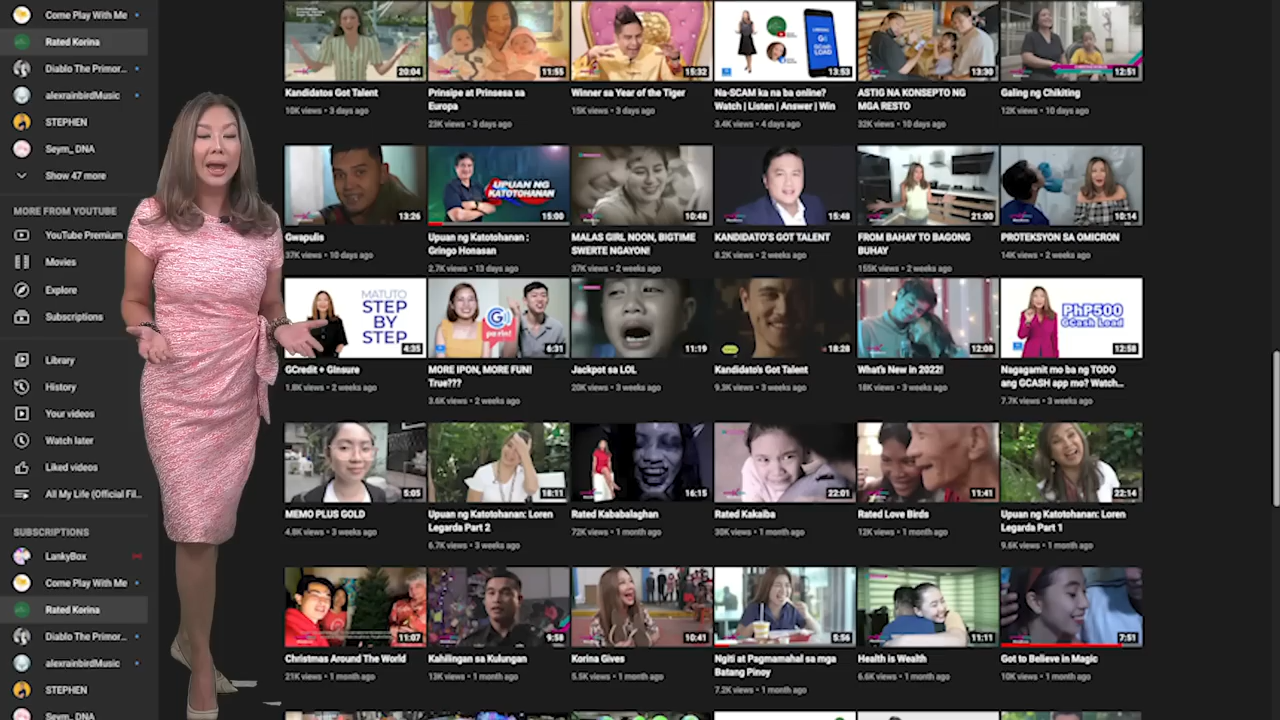 Come Play With Me
Rated Korina
Diablo The Primor...
alexrainbirdMusic
STEPHEN
Seym_ DNA
Show 47 more
MORE FROM YOUTUBE
YouTube Premium
Movies
Explore
Subscriptions
Library
History
Your videos
Watch later
Liked videos
All My Life (Official Fil...
SUBSCRIPTIONS
LankyBox
Come Play With Me
Rated Korina
Diablo The Primor...
alexrainbirdMusic
STEPHEN
Seym_ DNA
20:04
11:55
15:32
GCash
LOAD
13:53
13:30
12:51
Kandidatos Got Talent
10K views • 3 days ago
Prinsipe at Prinsesa sa
Europa
23K views • 3 days ago
Winner sa Year of the Tiger
15K views • 3 days ago
Na-SCAM ka na ba online?
Watch | Listen | Answer | Win
3.4K views • 4 days ago
ASTIG NA KONSEPTO NG
MGA RESTO
32K views • 10 days ago
Galing ng Chikiting
12K views • 10 days ago
13:26
UPUAN NG
KATOTOHANAN
15:00
10:48
15:48
21:00
10:14
Gwapulis
37K views • 10 days ago
Upuan ng Katotohanan :
Gringo Honasan
2.7K views • 13 days ago
MALAS GIRL NOON, BIGTIME
SWERTE NGAYON!
37K views • 2 weeks ago
KANDIDATO'S GOT TALENT
8.2K views • 2 weeks ago
FROM BAHAY TO BAGONG
BUHAY
155K views • 2 weeks ago
PROTEKSYON SA OMICRON
14K views • 2 weeks ago
MATUTO
STEP
BY
STEP
4:35
G
pa rin!
6:31
11:19
18:28
12:08
PhP500
GCash Load
12:58
GCredit + GInsure
1.8K views • 2 weeks ago
MORE IPON, MORE FUN!
True???
3.6K views • 2 weeks ago
Jackpot sa LOL
20K views • 3 weeks ago
Kandidato's Got Talent
9.3K views • 3 weeks ago
What's New in 2022!
18K views • 3 weeks ago
Nagagamit mo ba ng TODO
ang GCASH app mo? Watch...
7.7K views • 3 weeks ago
5:05
18:11
16:15
22:01
11:41
22:14
MEMO PLUS GOLD
4.8K views • 3 weeks ago
Upuan ng Katotohanan: Loren
Legarda Part 2
6.7K views • 3 weeks ago
Rated Kababalaghan
72K views • 1 month ago
Rated Kakaiba
30K views • 1 month ago
Rated Love Birds
12K views • 1 month ago
Upuan ng Katotohanan: Loren
Legarda Part 1
9.6K views • 1 month ago
11:07
9:58
10:41
5:56
11:11
7:51
Christmas Around The World
21K views • 1 month ago
Kahilingan sa Kulungan
13K views • 1 month ago
Korina Gives
5.5K views • 1 month ago
Ngiti at Pagmamahal sa mga
Batang Pinoy
7.2K views • 1 month ago
Health is Wealth
6.6K views • 1 month ago
Got to Believe in Magic
10K views • 1 month ago